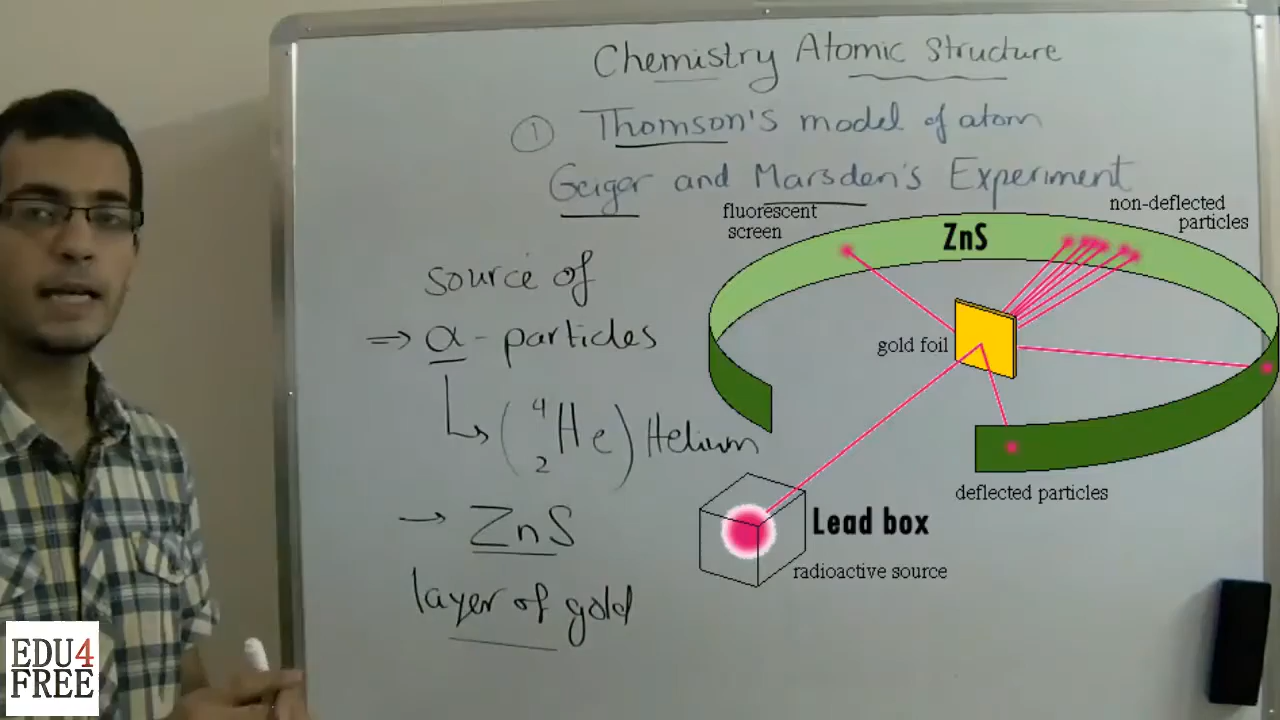 Chemistry Atomic Structure
① Thomson's model of atom
Geiger and Marsden's Experiment
fluorescent
screen
ZnS
non-deflected
particles
source of
→ α - particles
gold foil
↳ (⁴₂He) Helium
deflected particles
→ ZnS
Lead box
layer of gold
radioactive source
EDU4
FREE